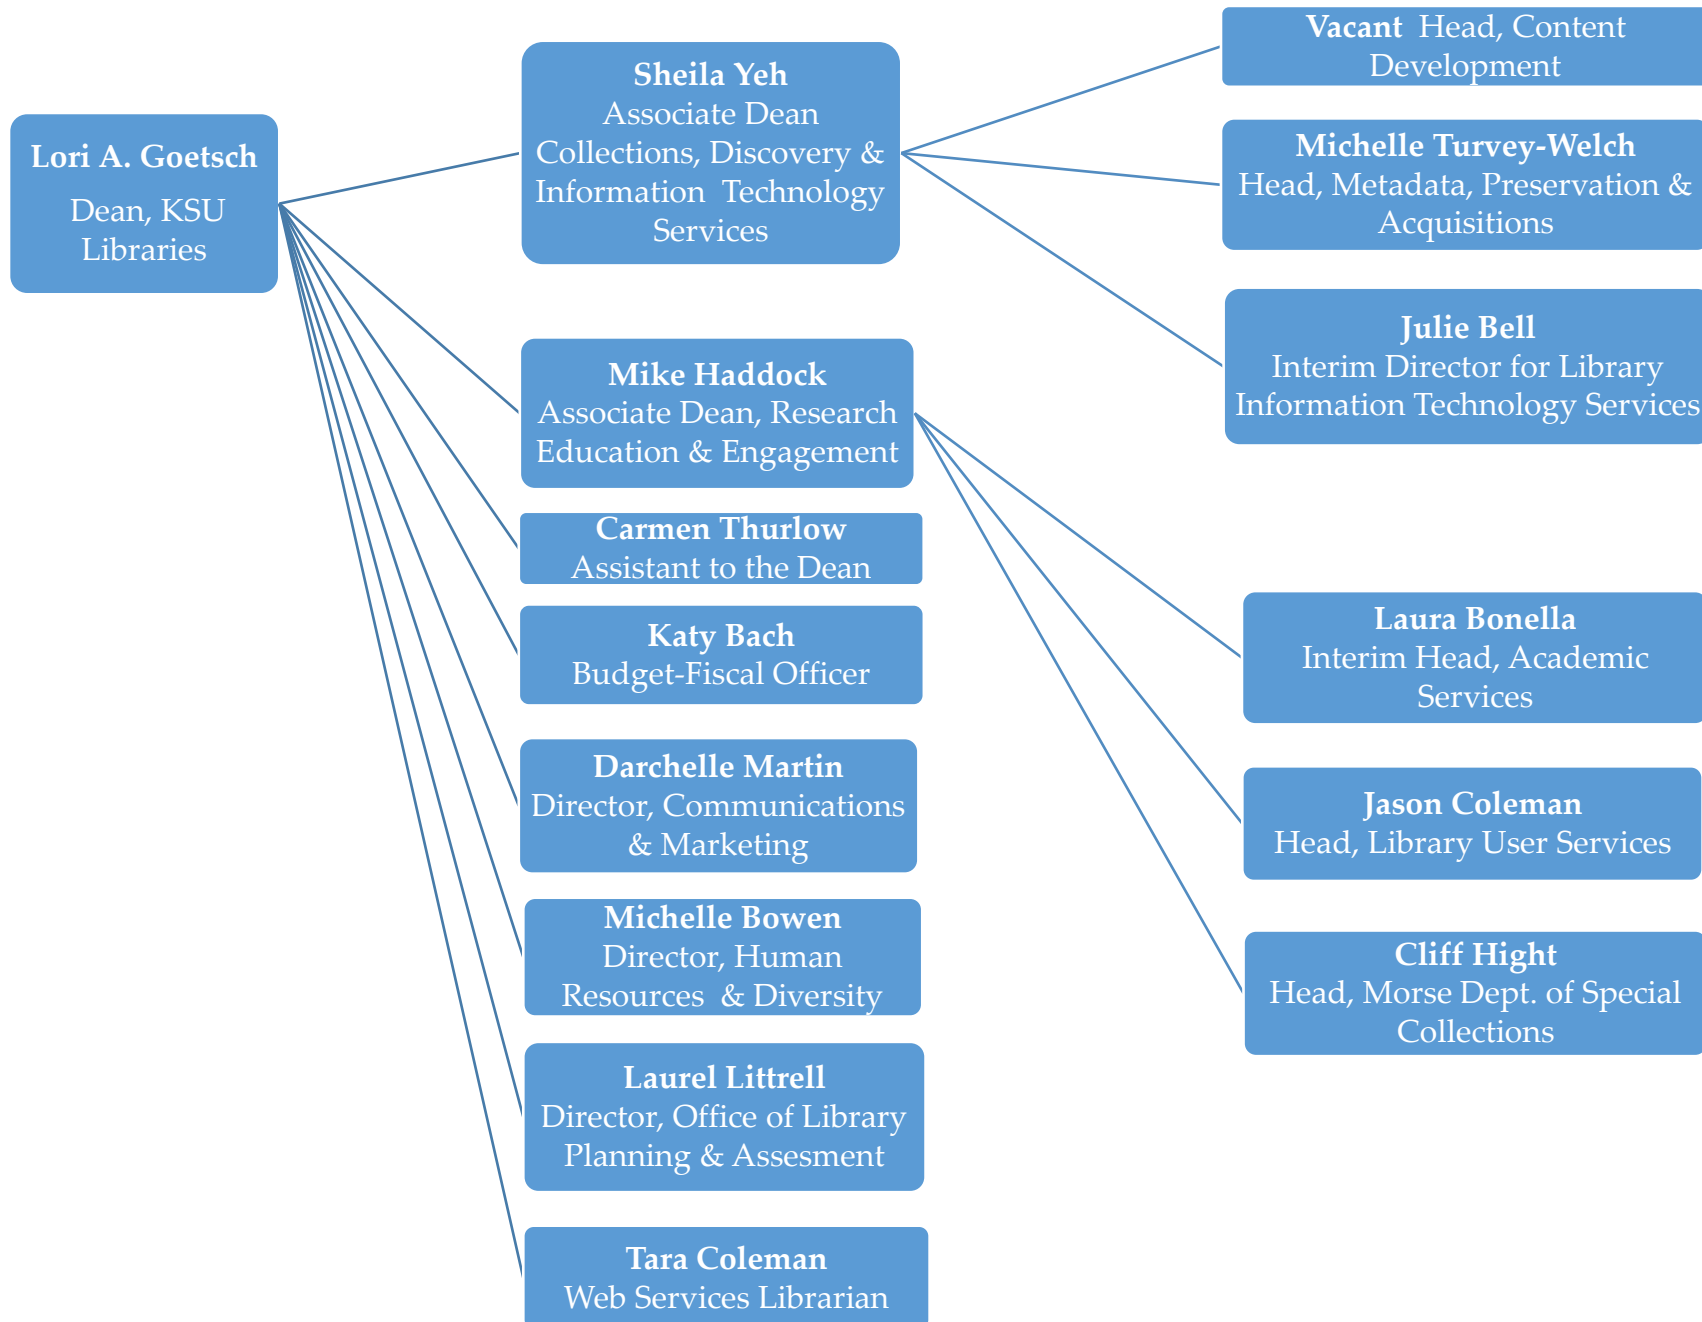 Lori A. Goetsch
Dean, KSU
Libraries
Sheila Yeh
Associate Dean
Collections, Discovery &
Information  Technology
Services
Mike Haddock
Associate Dean, Research
Education & Engagement
Carmen Thurlow
Assistant to the Dean
Katy Bach
Budget-Fiscal Officer
Darchelle Martin
Director, Communications
& Marketing
Michelle Bowen
Director, Human
Resources  & Diversity
Laurel Littrell
Director, Office of Library
Planning & Assesment
Tara Coleman
Web Services Librarian
Vacant  Head, Content
Development
Michelle Turvey-Welch
Head, Metadata, Preservation &
Acquisitions
Julie Bell
Interim Director for Library
Information Technology Services
Laura Bonella
Interim Head, Academic
Services
Jason Coleman
Head, Library User Services
Cliff Hight
Head, Morse Dept. of Special
Collections